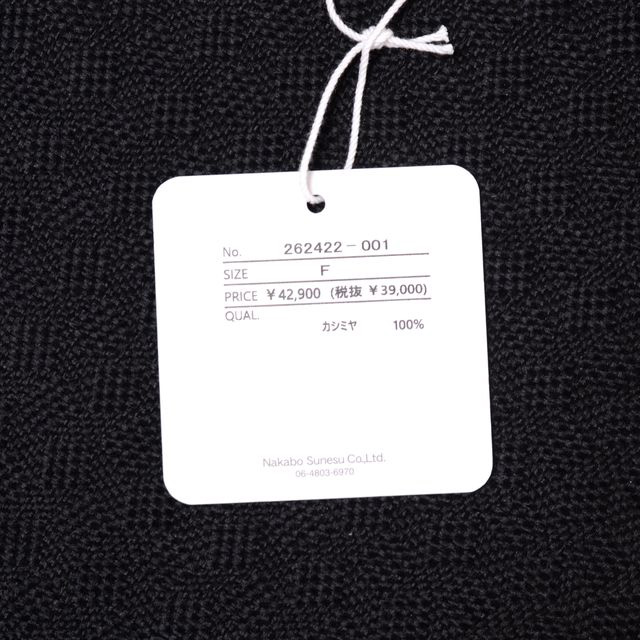 No. 262422-001
SIZE F
PRICE ￥42,900 (税抜 ￥39,000)
QUAL.
カシミヤ 100%
Nakabo Sunesu Co.,Ltd.
06-4803-6970